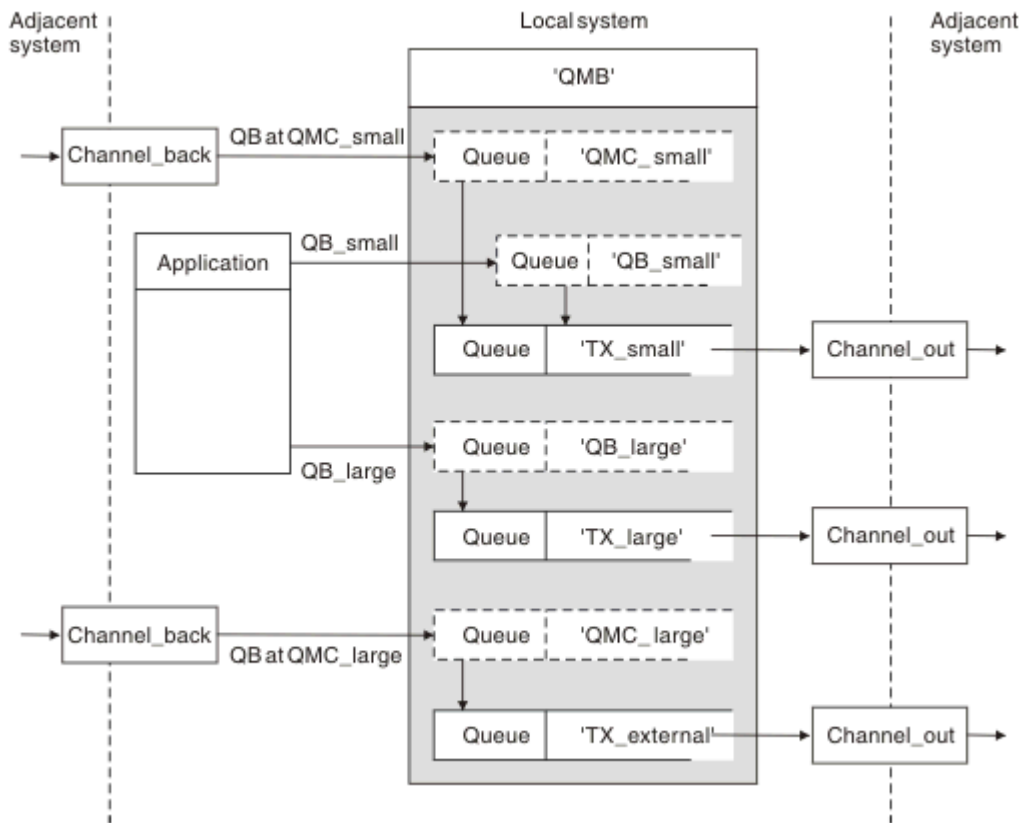 Adjacent
system
Local system
Adjacent
system
'QMB'
Channel_back
QB at QMC_small
Queue 'QMC_small'
Application
QB_small
Queue 'QB_small'
Queue 'TX_small'
Channel_out
Queue 'QB_large'
QB_large
Queue 'TX_large'
Channel_out
Channel_back
QB at QMC_large
Queue 'QMC_large'
Queue 'TX_external'
Channel_out